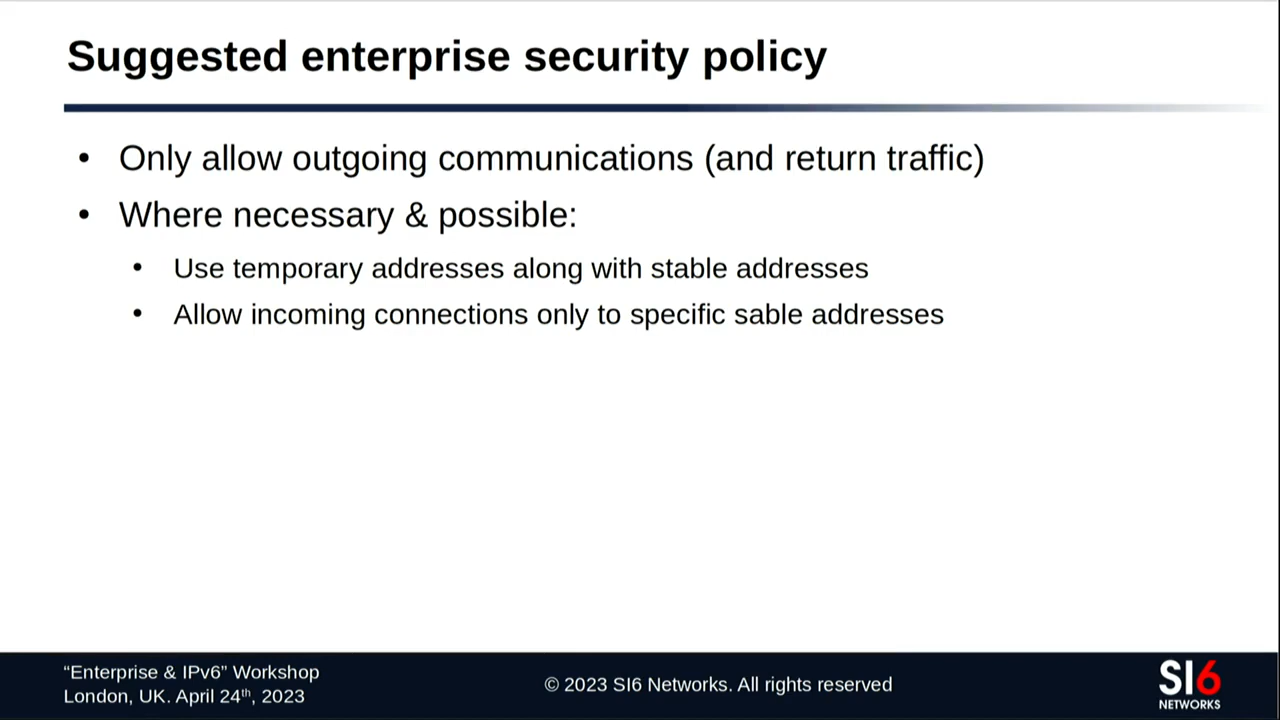 Suggested enterprise security policy
• Only allow outgoing communications (and return traffic)
• Where necessary & possible:
• Use temporary addresses along with stable addresses
• Allow incoming connections only to specific sable addresses
“Enterprise & IPv6” Workshop
London, UK. April 24th, 2023
© 2023 SI6 Networks. All rights reserved
SI6
NETWORKS